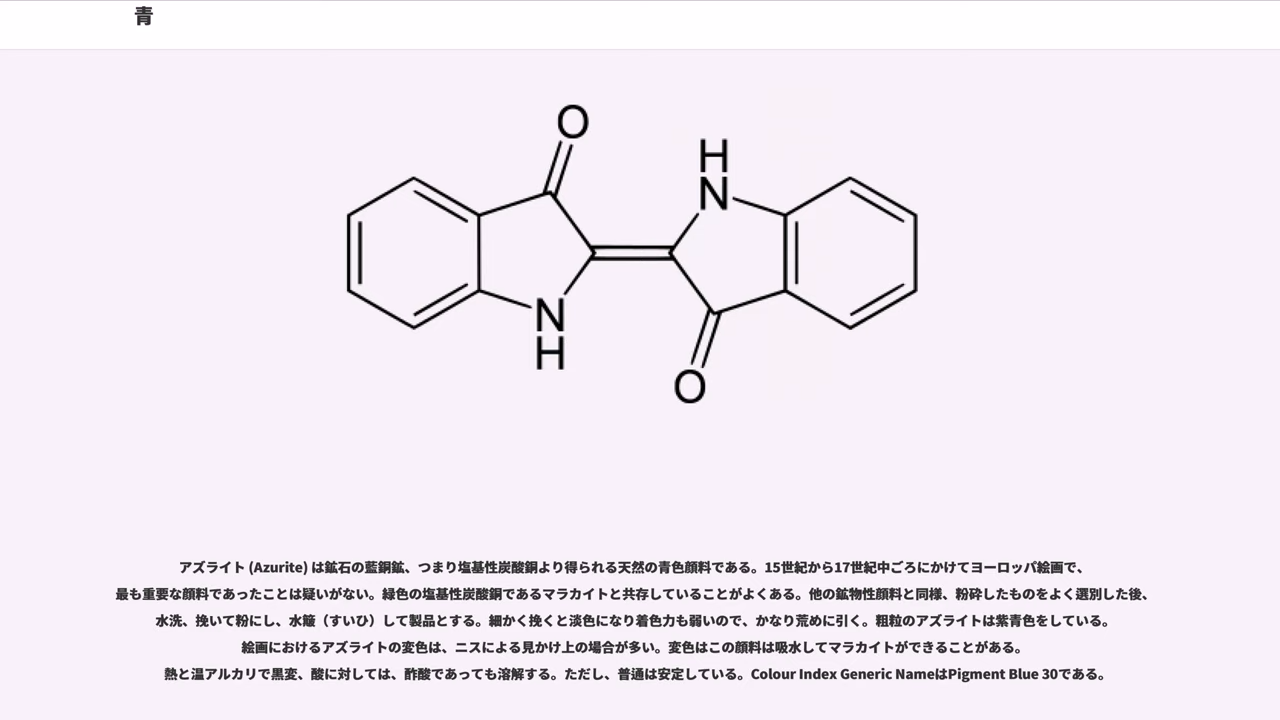 青
O
H
N
N
H
O
アズライト (Azurite) は鉱石の藍銅鉱、つまり塩基性炭酸銅より得られる天然の青色顔料である。15世紀から17世紀中ごろにかけてヨーロッパ絵画で、
最も重要な顔料であったことは疑いがない。緑色の塩基性炭酸銅であるマラカイトと共存していることがよくある。他の鉱物性顔料と同様、粉砕したものをよく選別した後、
水洗、挽いて粉にし、水簸（すいひ）して製品とする。細かく挽くと淡色になり着色力も弱いので、かなり荒めに引く。粗粒のアズライトは紫青色をしている。
絵画におけるアズライトの変色は、ニスによる見かけ上の場合が多い。変色はこの顔料は吸水してマラカイトができることがある。
熱と温アルカリで黒変、酸に対しては、酢酸であっても溶解する。ただし、普通は安定している。Colour Index Generic NameはPigment Blue 30である。